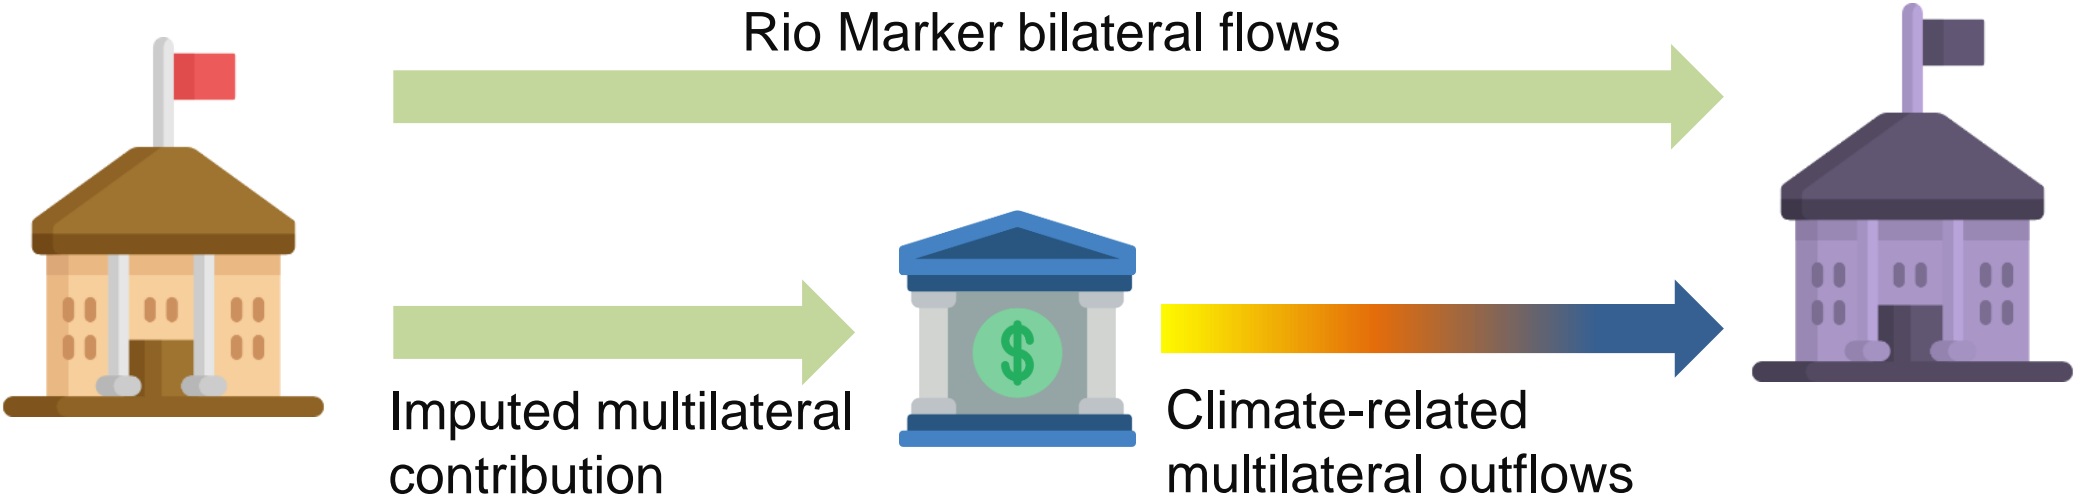 Rio Marker bilateral flows
Imputed multilateral
contribution
$
Climate-related
multilateral outflows